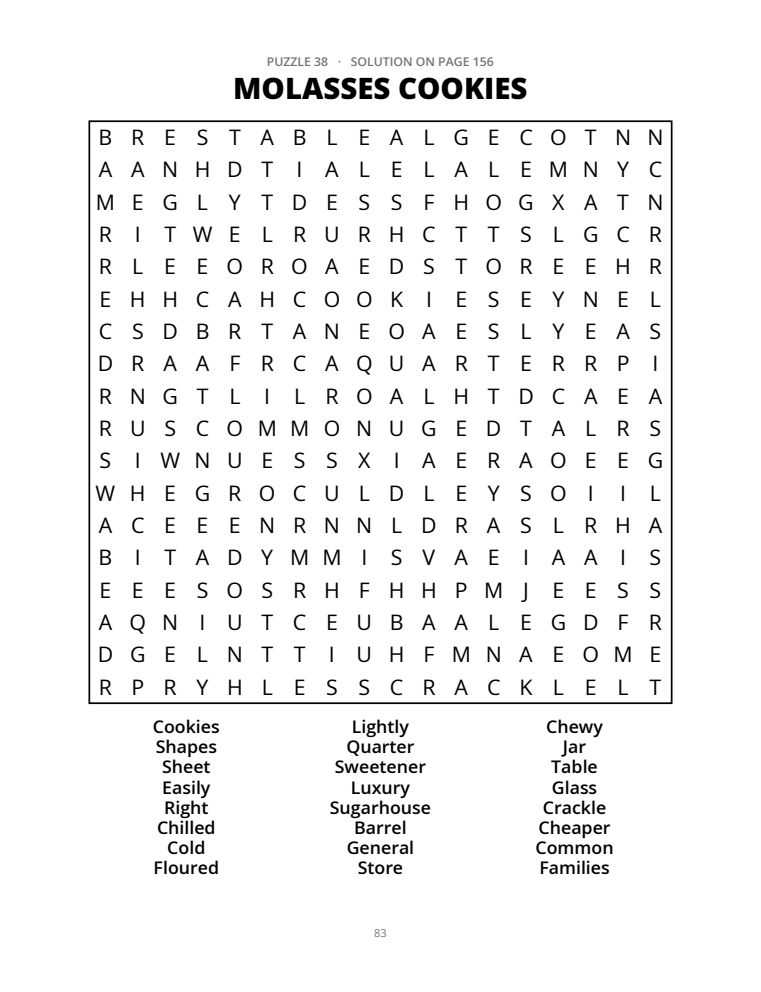 PUZZLE 38 · SOLUTION ON PAGE 156
MOLASSES COOKIES
B R E S T A B L E A L G E C O T N N
A A N H D T I A L E L A L E M N Y C
M E G L Y T D E S S F H O G X A T N
R I T W E L R U R H C T T S L G C R
R L E E O R O A E D S T O R E E H R
E H H C A H C O O K I E S E Y N E L
C S D B R T A N E O A E S L Y E A S
D R A A F R C A Q U A R T E R R P I
R N G T L I L R O A L H T D C A E A
R U S C O M M O N U G E D T A L R S
S I W N U E S S X I A E R A O E E G
W H E G R O C U L D L E Y S O I I L
A C E E E N R N N L D R A S L R H A
B I T A D Y M M I S V A E I A A I S
E E E S O S R H F H H P M J E E S S
A Q N I U T C E U B A A L E G D F R
D G E L N T T I U H F M N A E O M E
R P R Y H L E S S C R A C K L E L T
Cookies Lightly Chewy
Shapes Quarter Jar
Sheet Sweetener Table
Easily Luxury Glass
Right Sugarhouse Crackle
Chilled Barrel Cheaper
Cold General Common
Floured Store Families
83